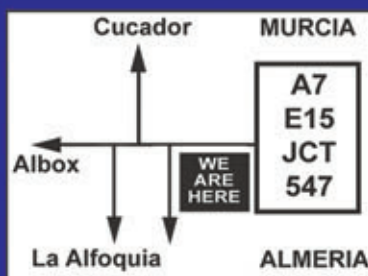 Cucador
MURCIA
A7
E15
JCT
547
Albox
WE
ARE
HERE
La Alfoquia
ALMERIA